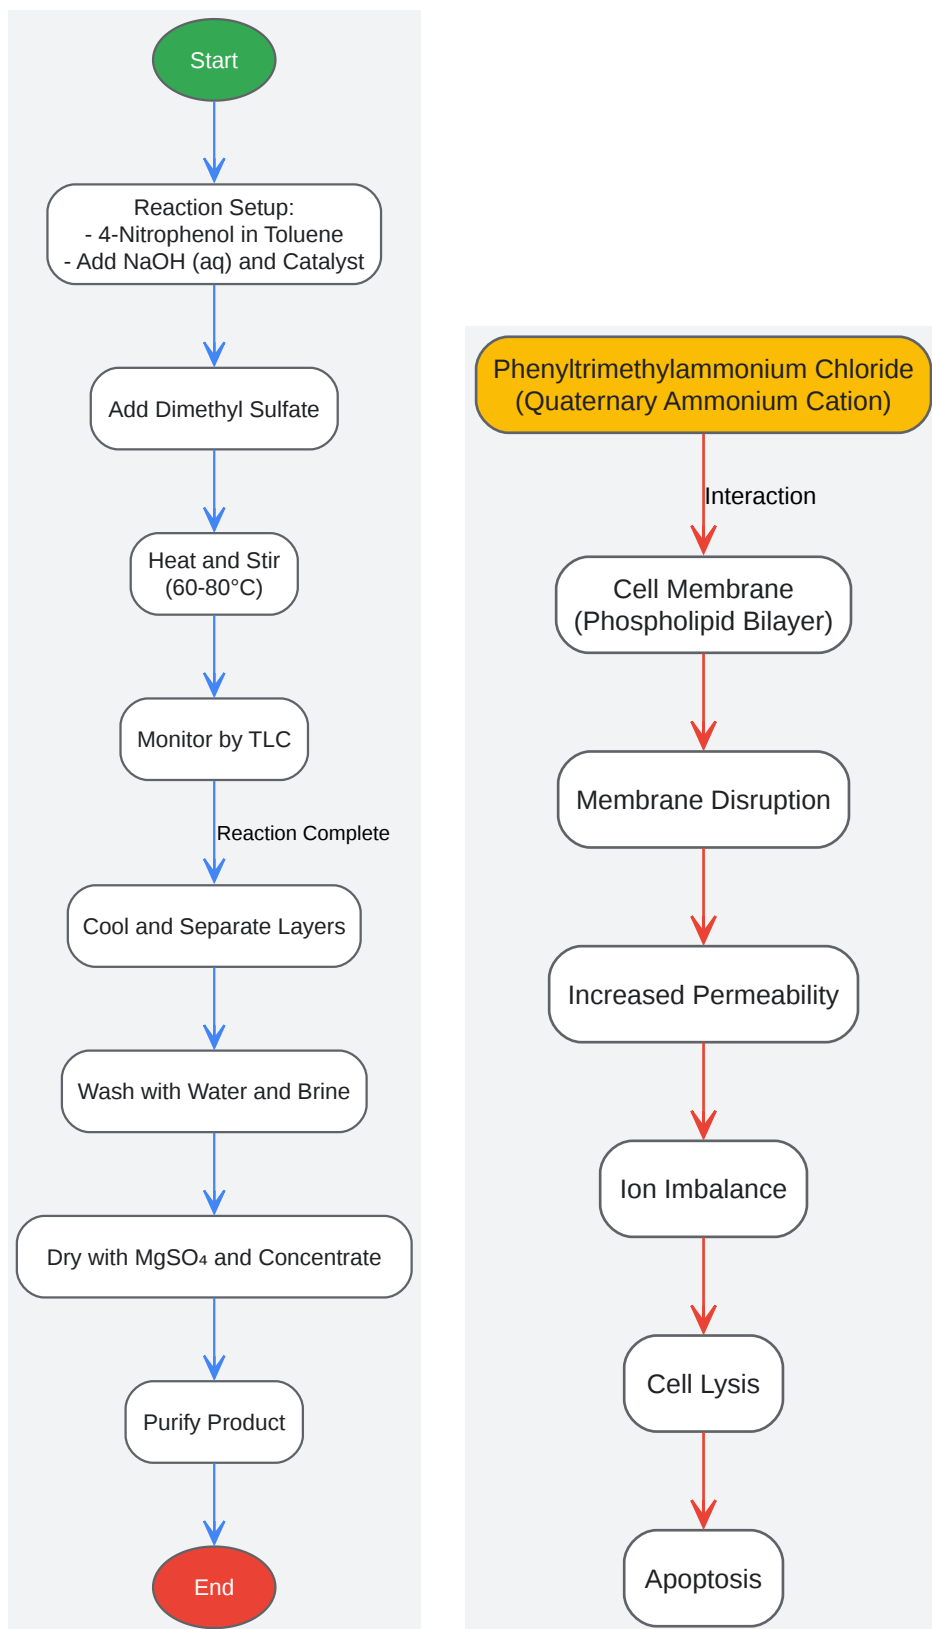 Start
Reaction Setup:
- 4-Nitrophenol in Toluene
- Add NaOH (aq) and Catalyst
Add Dimethyl Sulfate
Heat and Stir
(60-80°C)
Monitor by TLC
Reaction Complete
Cool and Separate Layers
Wash with Water and Brine
Dry with MgSO₄ and Concentrate
Purify Product
End
Phenyltrimethylammonium Chloride
(Quaternary Ammonium Cation)
Interaction
Cell Membrane
(Phospholipid Bilayer)
Membrane Disruption
Increased Permeability
Ion Imbalance
Cell Lysis
Apoptosis